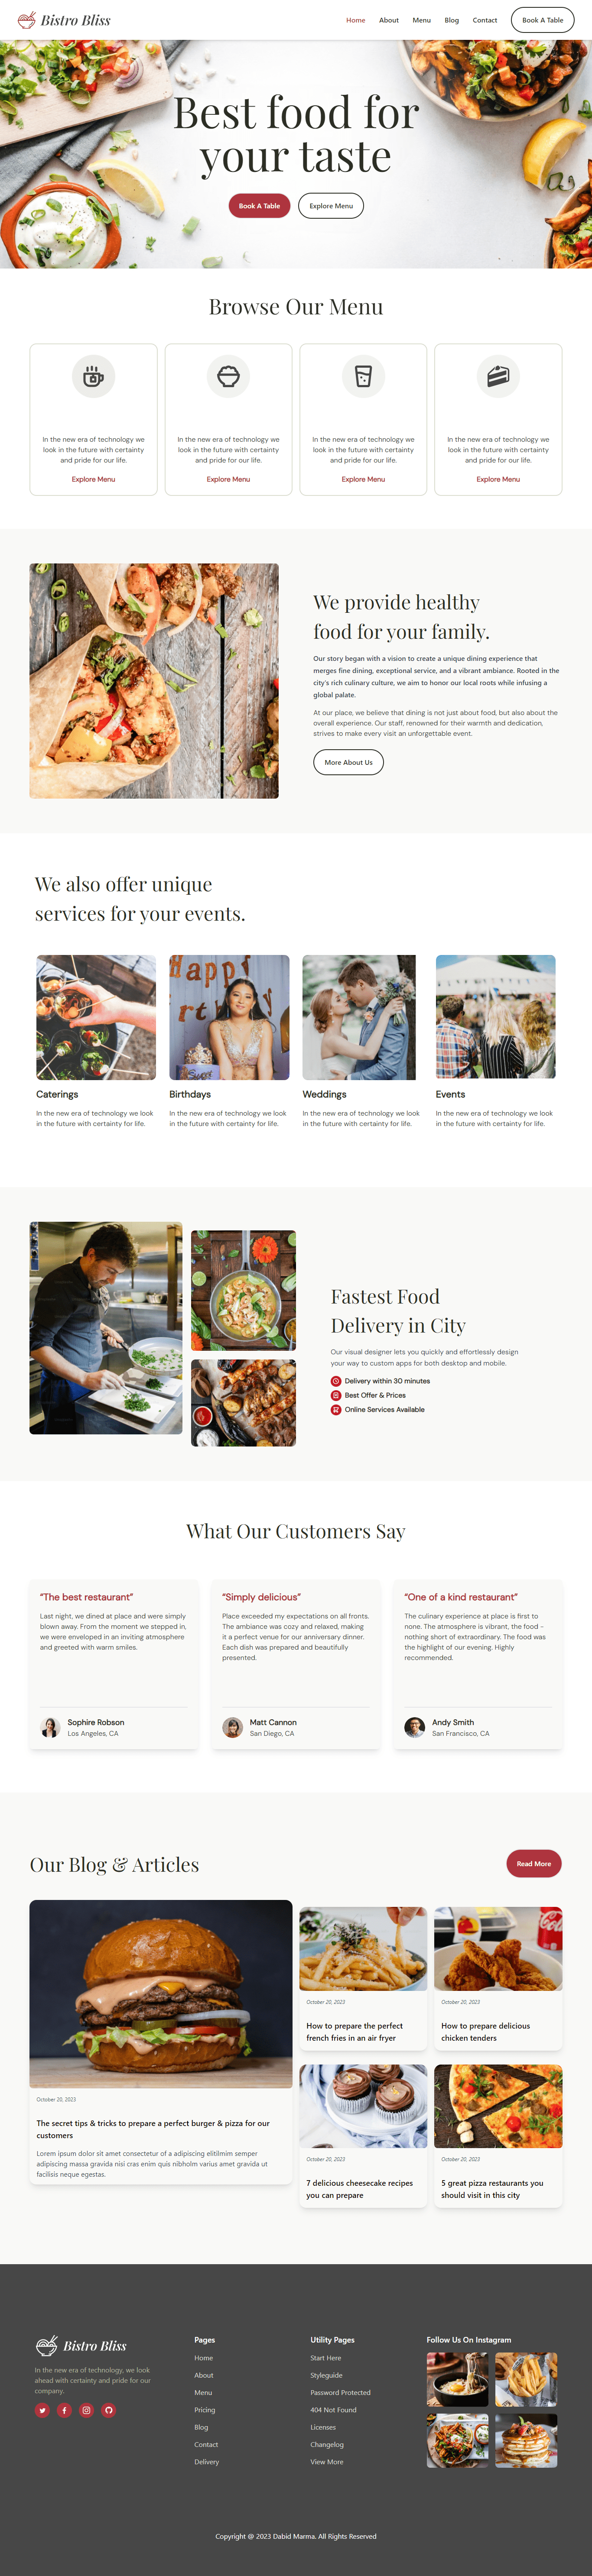 Bistro Bliss
Home About Menu Blog Contact Book A Table
Best food for
your taste
Book A Table Explore Menu
Browse Our Menu
In the new era of technology we
look in the future with certainty
and pride for our life.
Explore Menu
In the new era of technology we
look in the future with certainty
and pride for our life.
Explore Menu
In the new era of technology we
look in the future with certainty
and pride for our life.
Explore Menu
In the new era of technology we
look in the future with certainty
and pride for our life.
Explore Menu
We provide healthy
food for your family.
Our story began with a vision to create a unique dining experience that
merges fine dining, exceptional service, and a vibrant ambiance. Rooted in the
city's rich culinary culture, we aim to honor our local roots while infusing a
global palate.
At our place, we believe that dining is not just about food, but also about the
overall experience. Our staff, renowned for their warmth and dedication,
strives to make every visit an unforgettable event.
More About Us
We also offer unique
services for your events.
Caterings
In the new era of technology we look
in the future with certainty for life.
Birthdays
In the new era of technology we look
in the future with certainty for life.
Weddings
In the new era of technology we look
in the future with certainty for life.
Events
In the new era of technology we look
in the future with certainty for life.
Fastest Food
Delivery in City
Our visual designer lets you quickly and effortlessly design
your way to custom apps for both desktop and mobile.
Delivery within 30 minutes
Best Offer & Prices
Online Services Available
What Our Customers Say
“The best restaurant”
Last night, we dined at place and were simply
blown away. From the moment we stepped in,
we were enveloped in an inviting atmosphere
and greeted with warm smiles.
Sophire Robson
Los Angeles, CA
“Simply delicious”
Place exceeded my expectations on all fronts.
The ambiance was cozy and relaxed, making
it a perfect venue for our anniversary dinner.
Each dish was prepared and beautifully
presented.
Matt Cannon
San Diego, CA
“One of a kind restaurant”
The culinary experience at place is first to
none. The atmosphere is vibrant, the food -
nothing short of extraordinary. The food was
the highlight of our evening. Highly
recommended.
Andy Smith
San Francisco, CA
Our Blog & Articles
Read More
October 20, 2023
The secret tips & tricks to prepare a perfect burger & pizza for our
customers
Lorem ipsum dolor sit amet consectetur of a adipiscing elitilmim semper
adipiscing massa gravida nisi cras enim quis nibholm varius amet gravida ut
facilisis neque egestas.
October 20, 2023
How to prepare the perfect
french fries in an air fryer
October 20, 2023
How to prepare delicious
chicken tenders
October 20, 2023
7 delicious cheesecake recipes
you can prepare
October 20, 2023
5 great pizza restaurants you
should visit in this city
Bistro Bliss
In the new era of technology we look
ahead with certainty and pride for our
company.
Pages
Home
About
Menu
Pricing
Blog
Contact
Delivery
Utility Pages
Start Here
Styleguide
Password Protected
404 Not Found
Licenses
Changelog
View More
Follow Us On Instagram
Copyright @ 2023 Dabid Marma. All Rights Reserved